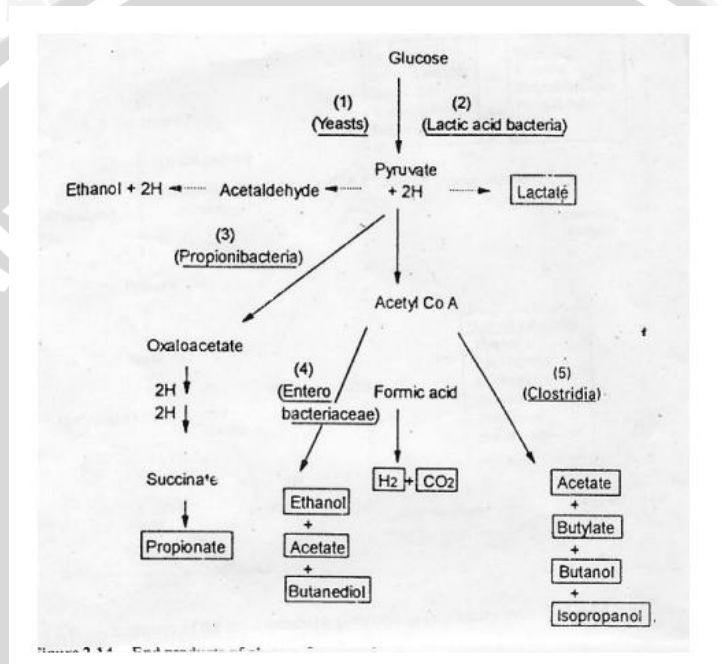 Glucose
(1) (2)
(Yeasts) (Lactic acid bacteria)
Pyruvate
Ethanol + 2H Acetaldehyde + 2H Lactaté
(3)
(Propionibacteria)
Acetyl Co A
Oxaloacetate
(4) (5)
2H (Entero Formic acid (Clostridia)
2H bacteriaceae)
Succinate
H2 + CO2 Acetate
Ethanol +
+ Butylate
Propionate Acetate +
+ Butanol
Butanediol +
Isopropanol